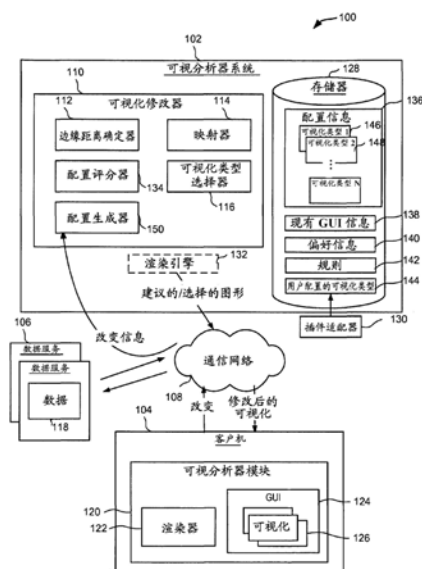 100
102
可视分析器系统
110
可视化修改器
112
边缘距离确定器
114
映射器
配置评分器
134
可视化类型
选择器
116
配置生成器
150
128
存储器
136
配置信息
可视化类型 1
146
可视化类型 2
148
可视化类型 N
现有 GUI 信息
138
偏好信息
140
规则
142
用户配置的可视化类型
144
渲染引擎
132
插件适配器
130
建议的/选择的图形
改变信息
106
数据服务
数据服务
数据
118
通信网络
108
改变
修改后的
可视化
104
客户机
可视分析器模块
120
122
渲染器
GUI
124
可视化
126